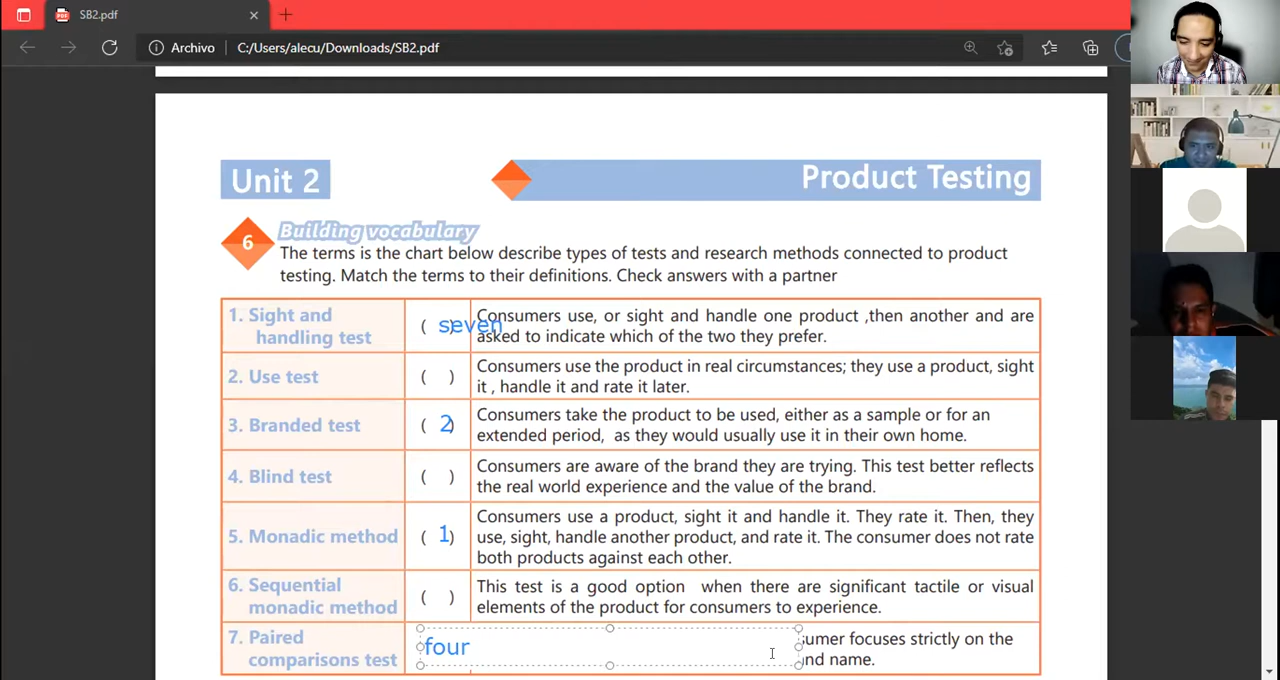 SB2.pdf
Archivo
C:/Users/alecu/Downloads/SB2.pdf
Unit 2
Product Testing
6
Building vocabulary
The terms is the chart below describe types of tests and research methods connected to product
testing. Match the terms to their definitions. Check answers with a partner
1. Sight and
handling test
( seven )
Consumers use, or sight and handle one product ,then another and are
asked to indicate which of the two they prefer.
2. Use test
( )
Consumers use the product in real circumstances; they use a product, sight
it , handle it and rate it later.
3. Branded test
( 2 )
Consumers take the product to be used, either as a sample or for an
extended period, as they would usually use it in their own home.
4. Blind test
( )
Consumers are aware of the brand they are trying. This test better reflects
the real world experience and the value of the brand.
5. Monadic method
( 1 )
Consumers use a product, sight it and handle it. They rate it. Then, they
use, sight, handle another product, and rate it. The consumer does not rate
both products against each other.
6. Sequential
monadic method
( )
This test is a good option when there are significant tactile or visual
elements of the product for consumers to experience.
7. Paired
comparisons test
four
sumer focuses strictly on the
nd name.